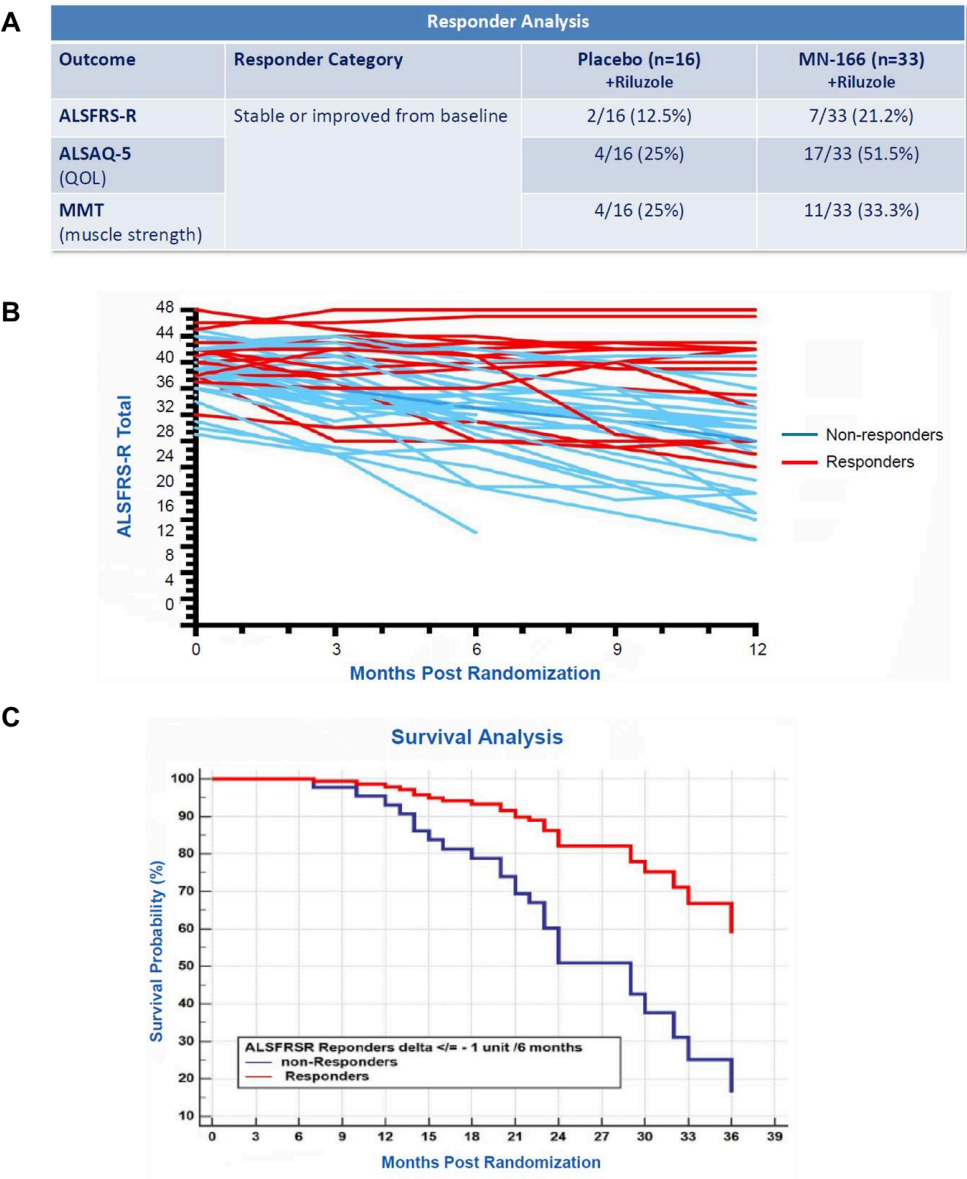 A
Responder Analysis
Outcome Responder Category Placebo (n=16) MN-166 (n=33)
+Riluzole +Riluzole
ALSFRS-R Stable or improved from baseline 2/16 (12.5%) 7/33 (21.2%)
ALSAQ-5 4/16 (25%) 17/33 (51.5%)
(QOL)
MMT 4/16 (25%) 11/33 (33.3%)
(muscle strength)
B
48
44
40
36
32
28
24
20
16
12
8
4
0
ALSFRS-R Total
Non-responders
Responders
0 3 6 9 12
Months Post Randomization
C
Survival Analysis
100
90
80
70
60
50
40
30
20
10
Survival Probability (%)
ALSFRSR Reponders delta </= - 1 unit /6 months
non-Responders
Responders
0 3 6 9 12 15 18 21 24 27 30 33 36 39
Months Post Randomization